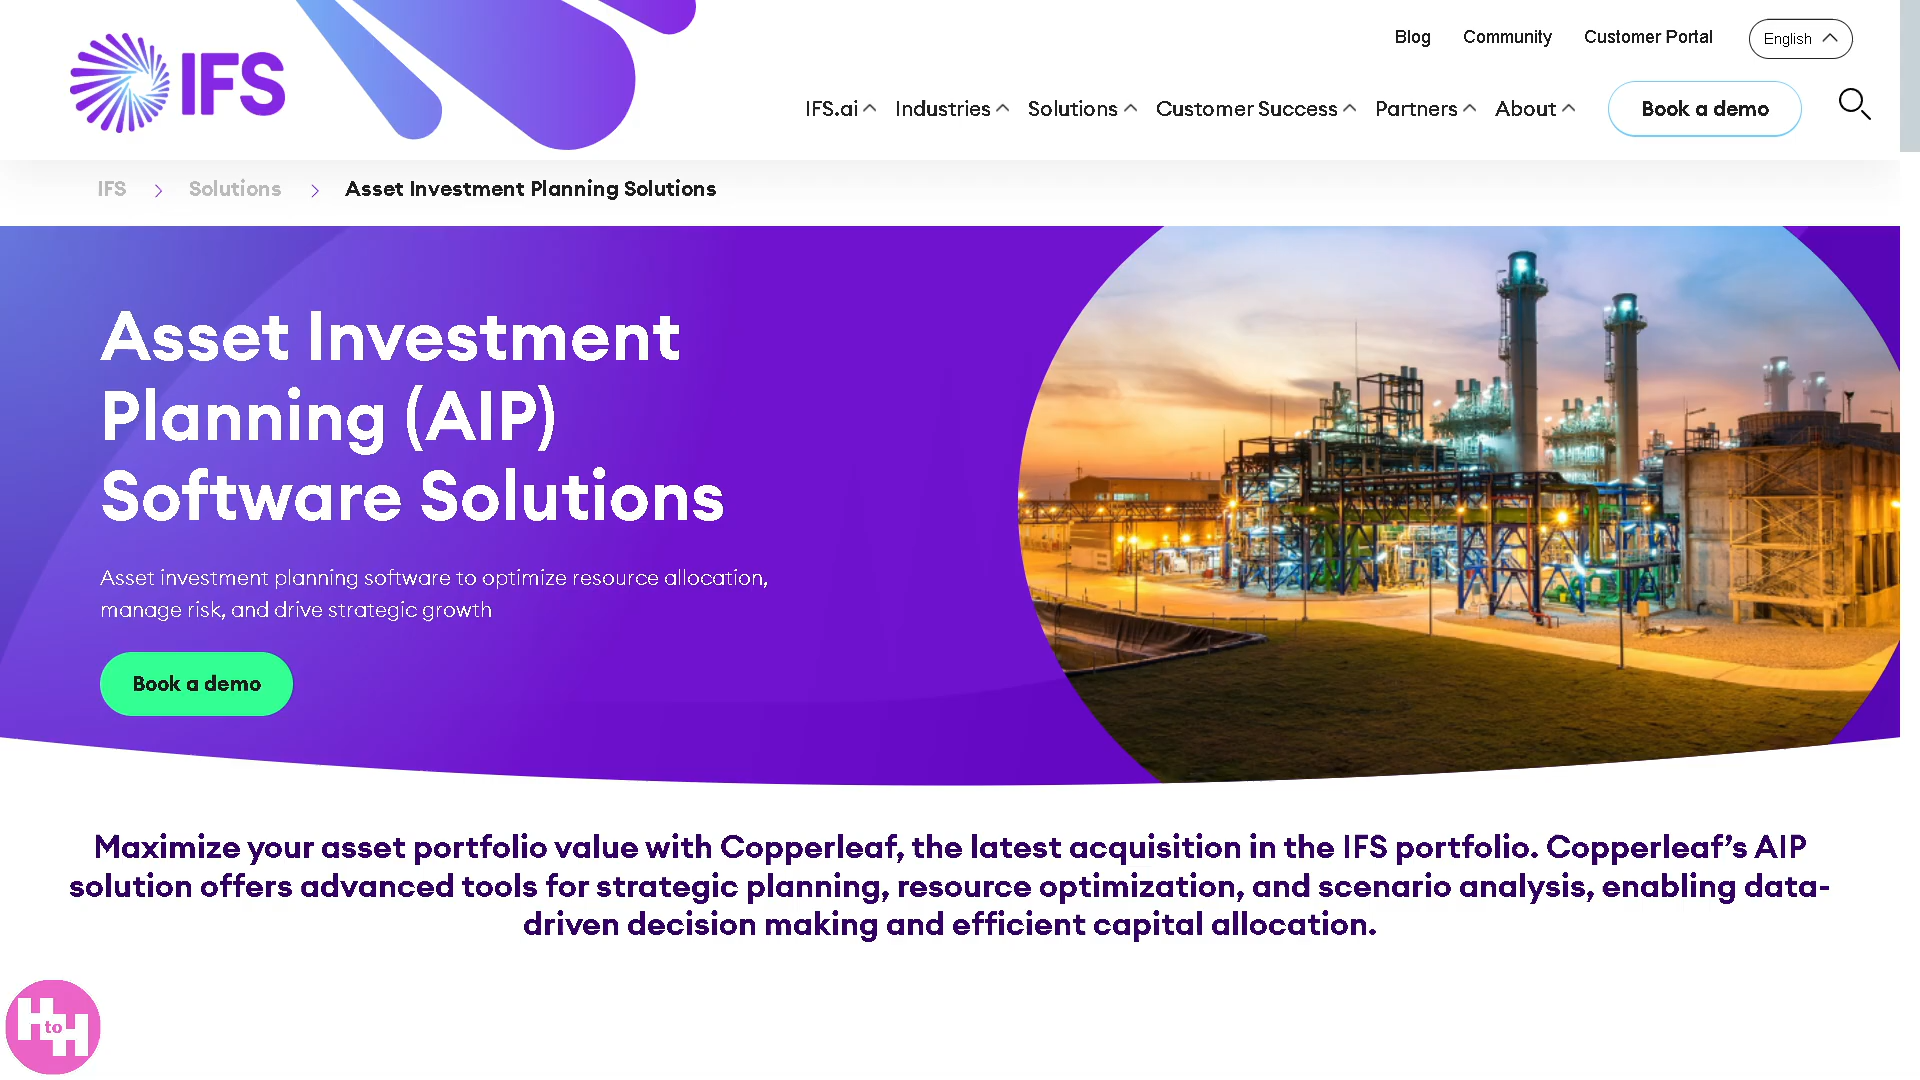 IFS
Blog
Community
Customer Portal
English
IFS.ai
Industries
Solutions
Customer Success
Partners
About
Book a demo
IFS
Solutions
Asset Investment Planning Solutions
Asset Investment
Planning (AIP)
Software Solutions
Asset investment planning software to optimize resource allocation,
manage risk, and drive strategic growth
Book a demo
Maximize your asset portfolio value with Copperleaf, the latest acquisition in the IFS portfolio. Copperleaf’s AIP
solution offers advanced tools for strategic planning, resource optimization, and scenario analysis, enabling data-
driven decision making and efficient capital allocation.
H to H